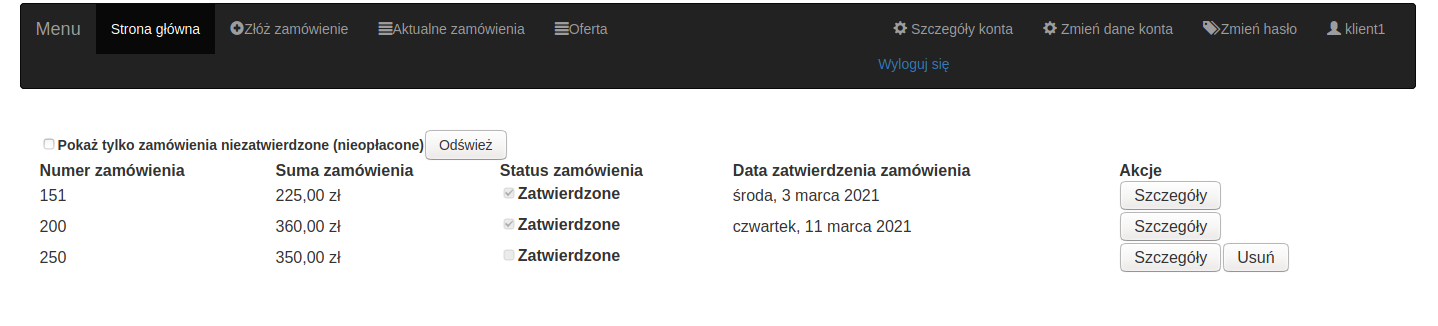 Menu Strona główna Złóż zamówienie Aktualne zamówienia Oferta Szczegóły konta Zmień dane konta Zmień hasło klient1
Wyloguj się
Pokaż tylko zamówienia niezatwierdzone (nieopłacone) Odśwież
Numer zamówienia Suma zamówienia Status zamówienia Data zatwierdzenia zamówienia Akcje
151 225,00 zł Zatwierdzone środa, 3 marca 2021 Szczegóły
200 360,00 zł Zatwierdzone czwartek, 11 marca 2021 Szczegóły
250 350,00 zł Zatwierdzone Szczegóły Usuń